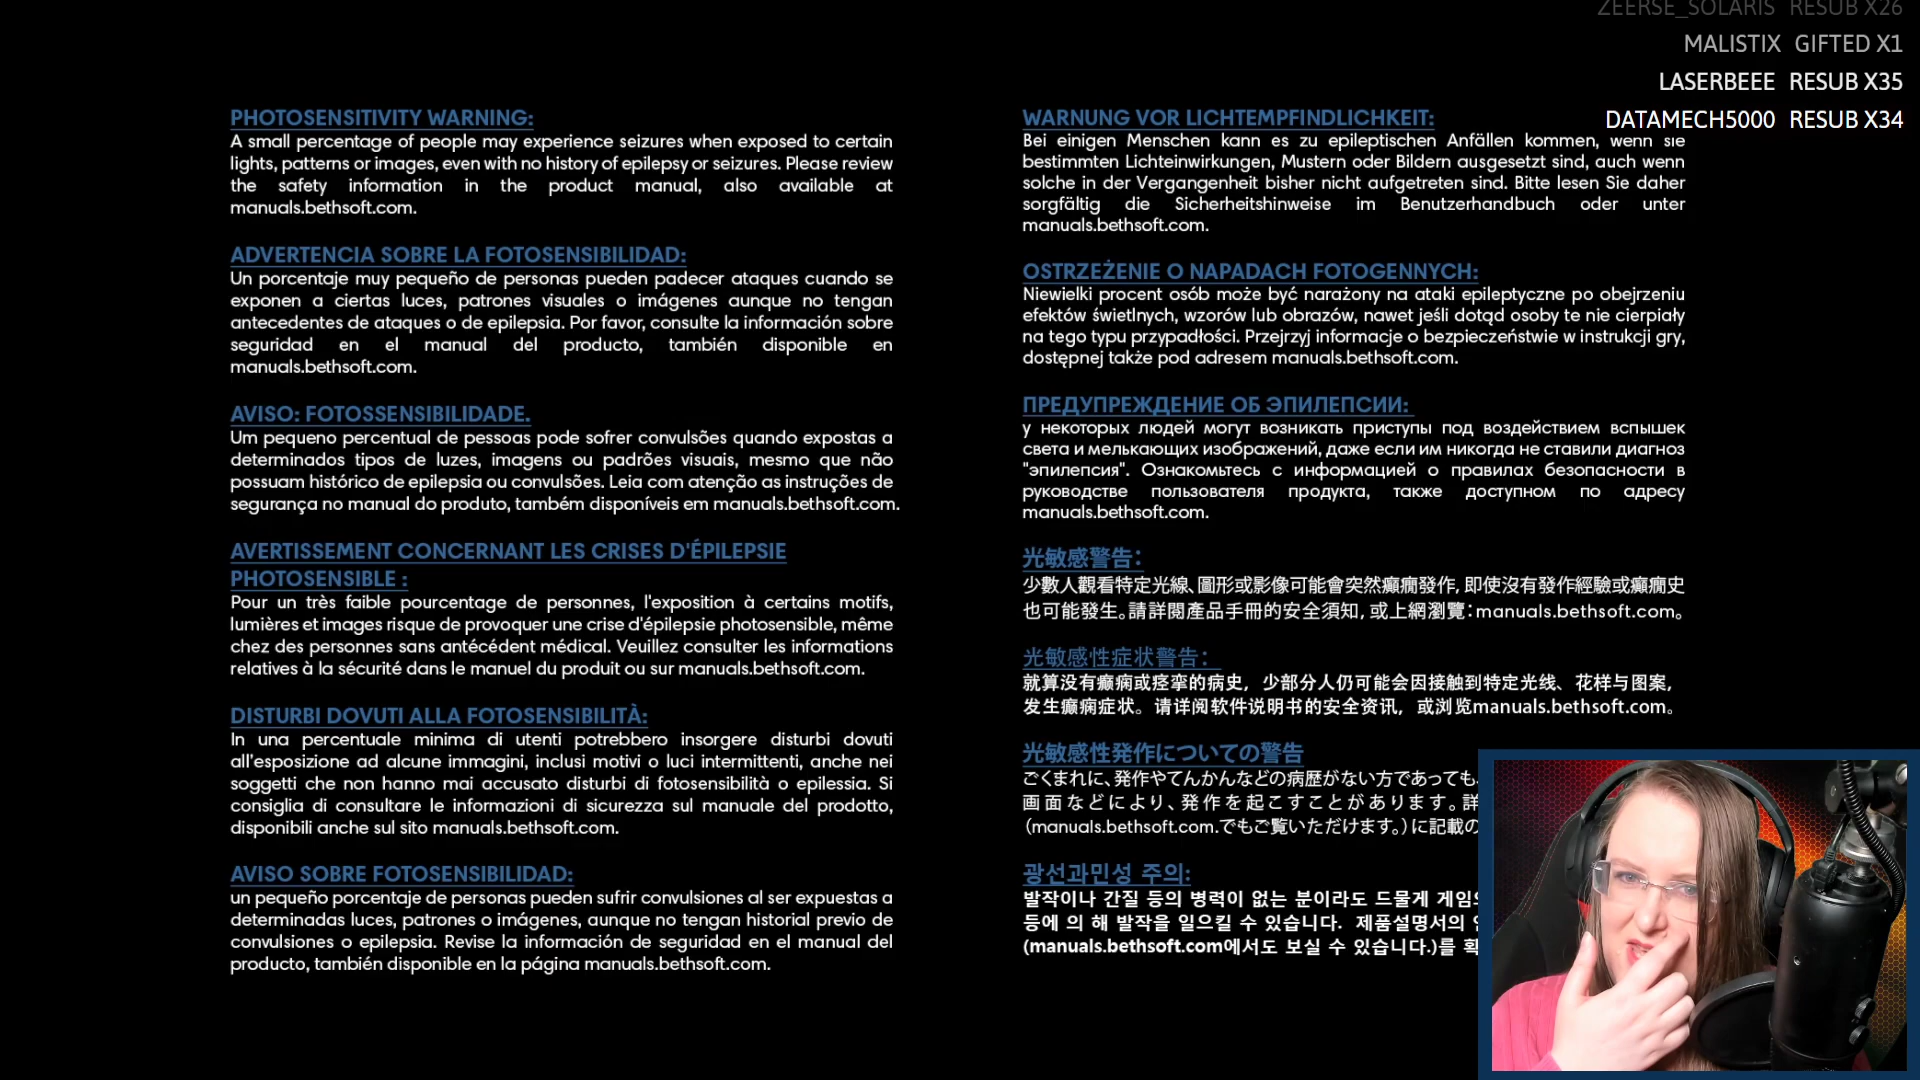 ZEERSE_SOLARIS RESUB X26
MALISTIX GIFTED X1
LASERBEEE RESUB X35
DATAMECH5000 RESUB X34
PHOTOSENSITIVITY WARNING:
A small percentage of people may experience seizures when exposed to certain
lights, patterns or images, even with no history of epilepsy or seizures. Please review
the safety information in the product manual, also available at
manuals.bethsoft.com.
ADVERTENCIA SOBRE LA FOTOSENSIBILIDAD:
Un porcentaje muy pequeño de personas pueden padecer ataques cuando se
exponen a ciertas luces, patrones visuales o imágenes aunque no tengan
antecedentes de ataques o de epilepsia. Por favor, consulte la información sobre
seguridad en el manual del producto, también disponible en
manuals.bethsoft.com.
AVISO: FOTOSSENSIBILIDADE.
Um pequeno percentual de pessoas pode sofrer convulsões quando expostas a
determinados tipos de luzes, imagens ou padrões visuais, mesmo que não
possuam histórico de epilepsia ou convulsões. Leia com atenção as instruções de
segurança no manual do produto, também disponíveis em manuals.bethsoft.com.
AVERTISSEMENT CONCERNANT LES CRISES D'ÉPILEPSIE
PHOTOSENSIBLE :
Pour un très faible pourcentage de personnes, l'exposition à certains motifs,
lumières et images risque de provoquer une crise d'épilepsie photosensible, même
chez des personnes sans antécédent médical. Veuillez consulter les informations
relatives à la sécurité dans le manuel du produit ou sur manuals.bethsoft.com.
DISTURBI DOVUTI ALLA FOTOSENSIBILITÀ:
In una percentuale minima di utenti potrebbero insorgere disturbi dovuti
all'esposizione ad alcune immagini, inclusi motivi o luci intermittenti, anche nei
soggetti che non hanno mai accusato disturbi di fotosensibilità o epilessia. Si
consiglia di consultare le informazioni di sicurezza sul manuale del prodotto,
disponibili anche sul sito manuals.bethsoft.com.
AVISO SOBRE FOTOSENSIBILIDAD:
un pequeño porcentaje de personas pueden sufrir convulsiones al ser expuestas a
determinadas luces, patrones o imágenes, aunque no tengan historial previo de
convulsiones o epilepsia. Revise la información de seguridad en el manual del
producto, también disponible en la página manuals.bethsoft.com.
WARNUNG VOR LICHTEMPFINDLICHKEIT:
Bei einigen Menschen kann es zu epileptischen Anfällen kommen, wenn sie
bestimmten Lichteinwirkungen, Mustern oder Bildern ausgesetzt sind, auch wenn
solche in der Vergangenheit bisher nicht aufgetreten sind. Bitte lesen Sie daher
sorgfältig die Sicherheitshinweise im Benutzerhandbuch oder unter
manuals.bethsoft.com.
OSTRZEŻENIE O NAPADACH FOTOGENNYCH:
Niewielki procent osób może być narażony na ataki epileptyczne po obejrzeniu
efektów świetlnych, wzorów lub obrazów, nawet jeśli dotąd osoby te nie cierpiały
na tego typu przypadłości. Przejrzyj informacje o bezpieczeństwie w instrukcji gry,
dostępnej także pod adresem manuals.bethsoft.com.
ПРЕДУПРЕЖДЕНИЕ ОБ ЭПИЛЕПСИИ:
у некоторых людей могут возникать приступы под воздействием вспышек
света и мелькающих изображений, даже если им никогда не ставили диагноз
"эпилепсия". Ознакомьтесь с информацией о правилах безопасности в
руководстве пользователя продукта, также доступном по адресу
manuals.bethsoft.com.
光敏感警告：
少數人觀看特定光線、圖形或影像可能會突然癲癇發作，即使沒有發作經驗或癲癇史
也可能發生。請詳閱產品手冊的安全須知，或上網瀏覽：manuals.bethsoft.com。
光敏感性症状警告：
就算没有癫痫或痉挛的病史，少部分人仍可能会因接触到特定光线、花样与图案，
发生癫痫症状。请详阅软件说明书的安全资讯，或浏览manuals.bethsoft.com。
光敏感性発作についての警告
ごくまれに、発作やてんかんなどの病歴がない方であっても、
画面などにより、発作を起こすことがあります。詳
（manuals.bethsoft.com.でもご覧いただけます。）に記載の
광선과민성 주의:
발작이나 간질 등의 병력이 없는 분이라도 드물게 게임의
등에 의 해 발작을 일으킬 수 있습니다. 제품설명서의
(manuals.bethsoft.com에서도 보실 수 있습니다.)를